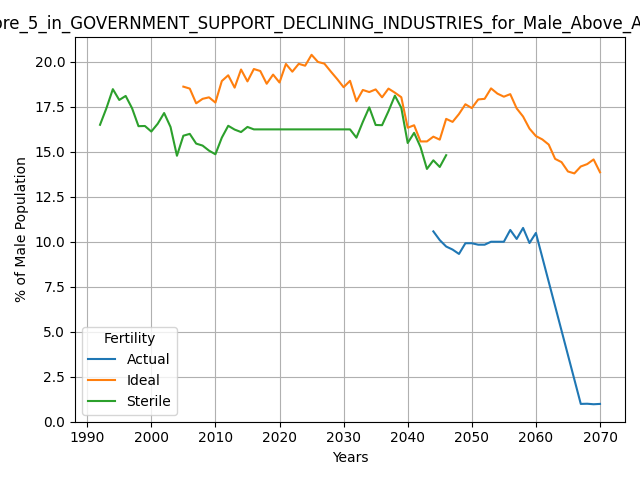 ore_5_in_GOVERNMENT_SUPPORT_DECLINING_INDUSTRIES_for_Male_Above_A
20.0
17.5
15.0
12.5
10.0
7.5
5.0
2.5
0.0
% of Male Population
Fertility
Actual
Ideal
Sterile
1990 2000 2010 2020 2030 2040 2050 2060 2070
Years